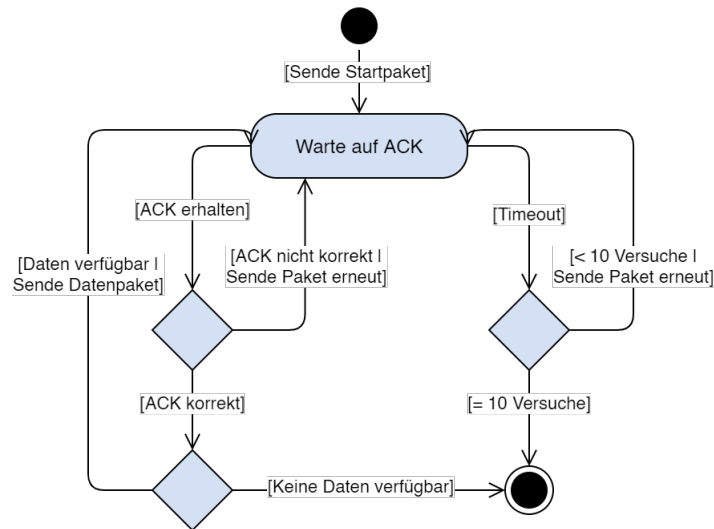 [Sende Startpaket]
Warte auf ACK
[ACK erhalten]
[Timeout]
[Daten verfügbar |
Sende Datenpaket]
[ACK nicht korrekt |
Sende Paket erneut]
[< 10 Versuche |
Sende Paket erneut]
[ACK korrekt]
[= 10 Versuche]
[Keine Daten verfügbar]